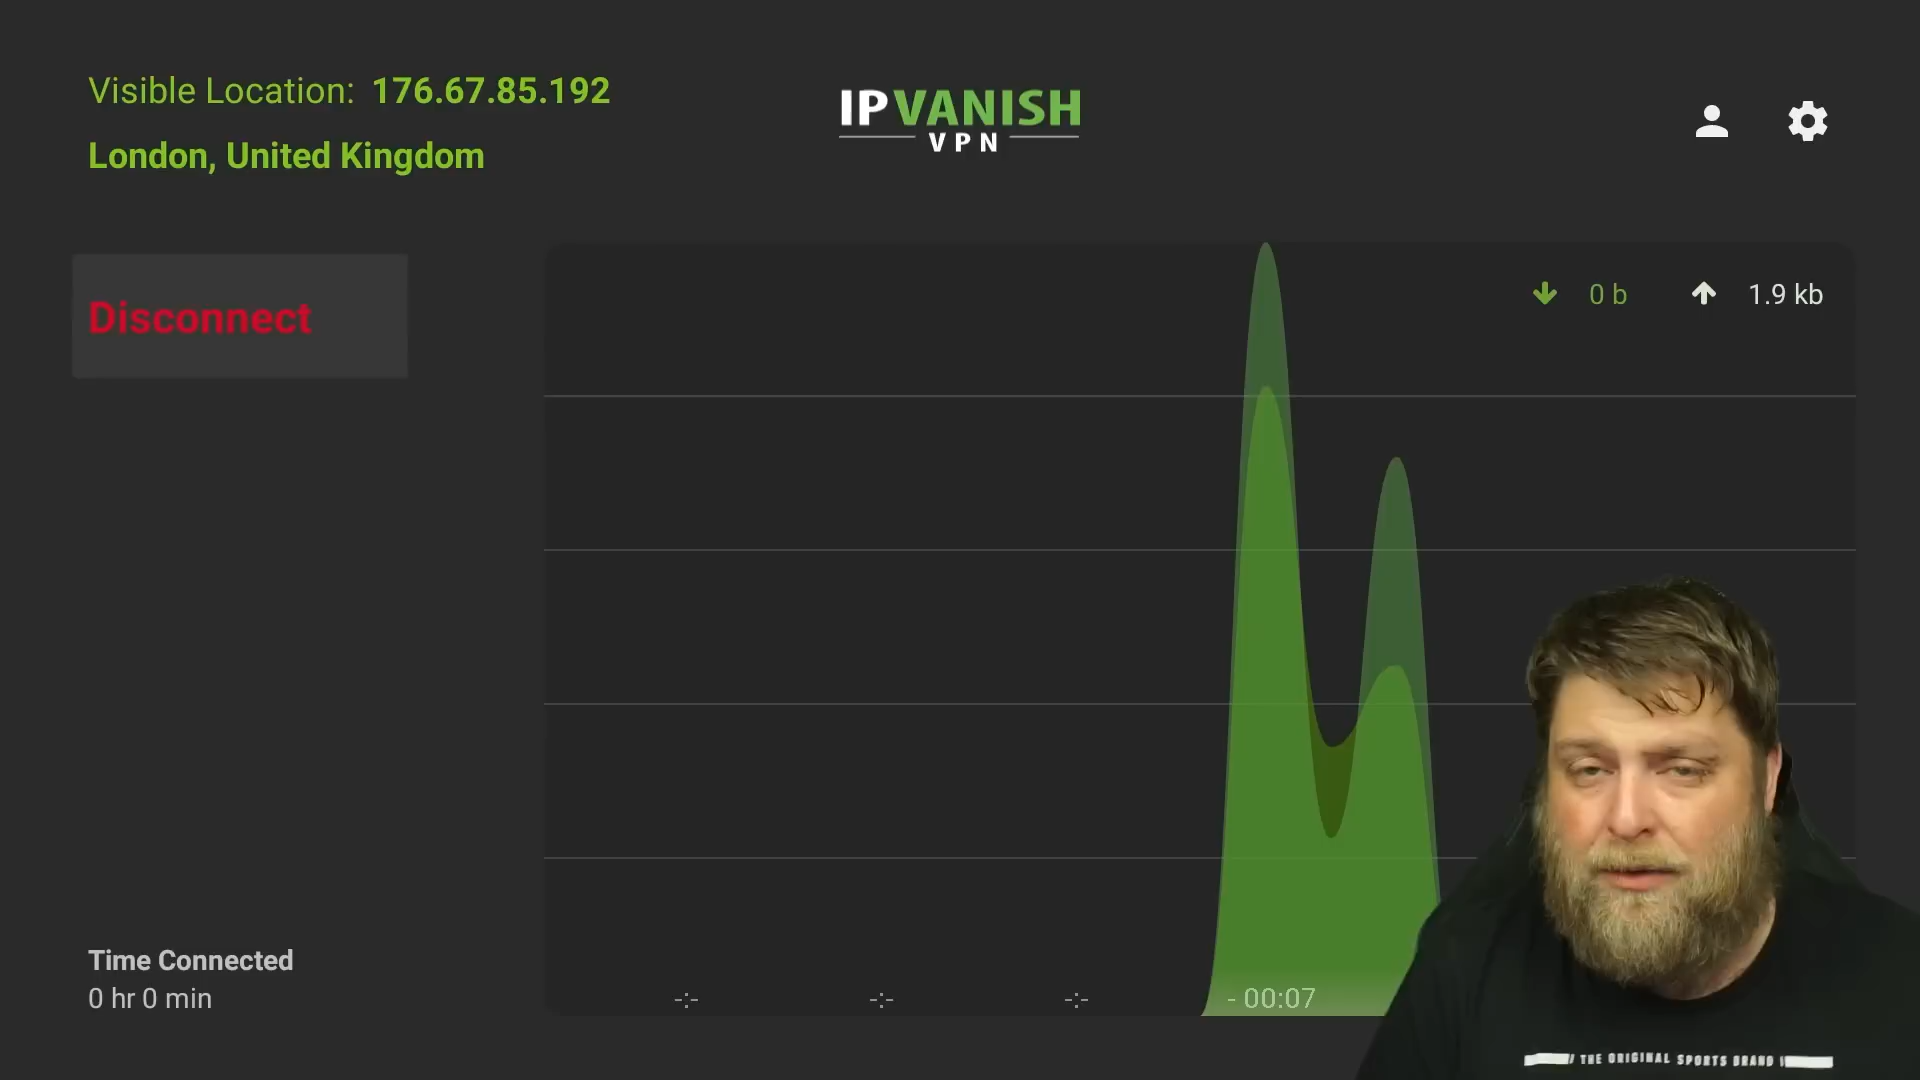 Visible Location: 176.67.85.192
London, United Kingdom
IPVANISH
VPN
Disconnect
0 b
1.9 kb
Time Connected
0 hr 0 min
-:-
-:-
-:-
- 00:07
THE ORIGINAL SPORTS BRAND